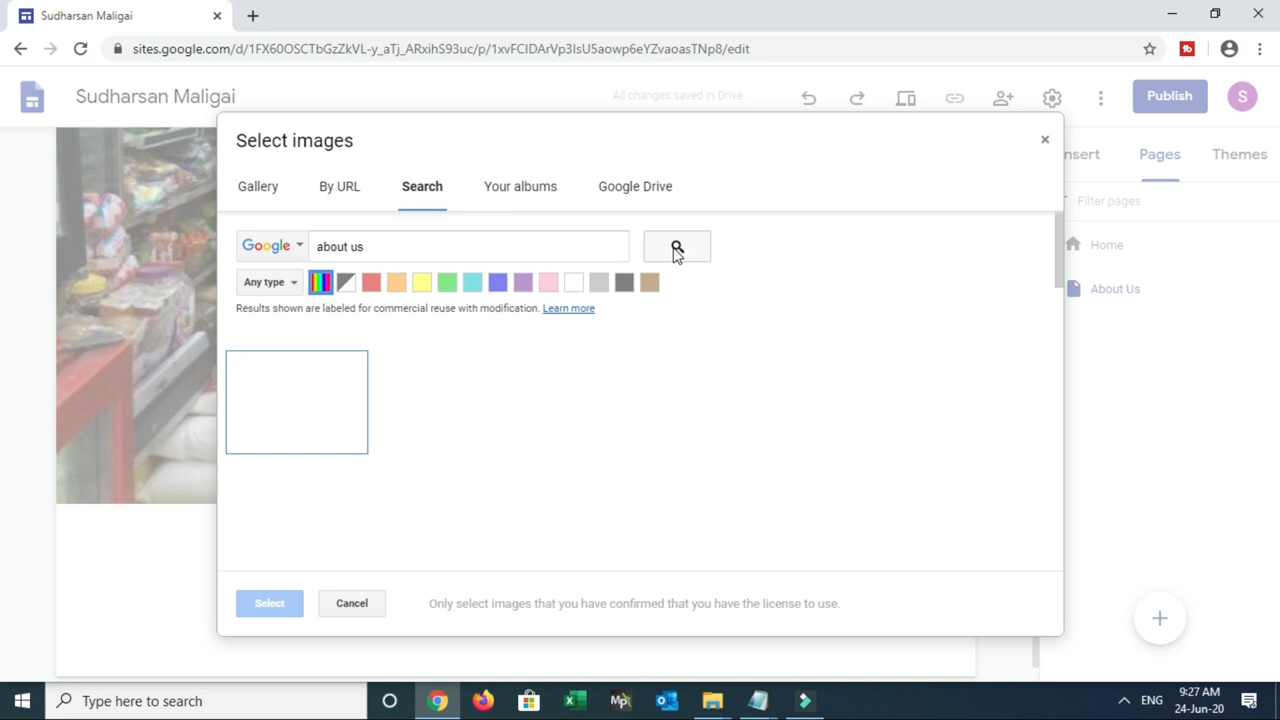 Sudharsan Maligai
sites.google.com/d/1FX60OSCTbGzZkVL-y_aTj_ARxihS93uc/p/1xvFCIDArVp3IsU5aowp6eYZvaoasTNp8/edit
Sudharsan Maligai
All changes saved in Drive
Publish
S
Select images
nsert
Pages
Themes
Gallery
By URL
Search
Your albums
Google Drive
Filter pages
Google
about us
Home
Any type
About Us
Results shown are labeled for commercial reuse with modification. Learn more
Select
Cancel
Only select images that you have confirmed that you have the license to use.
Type here to search
ENG
9:27 AM
24-Jun-20